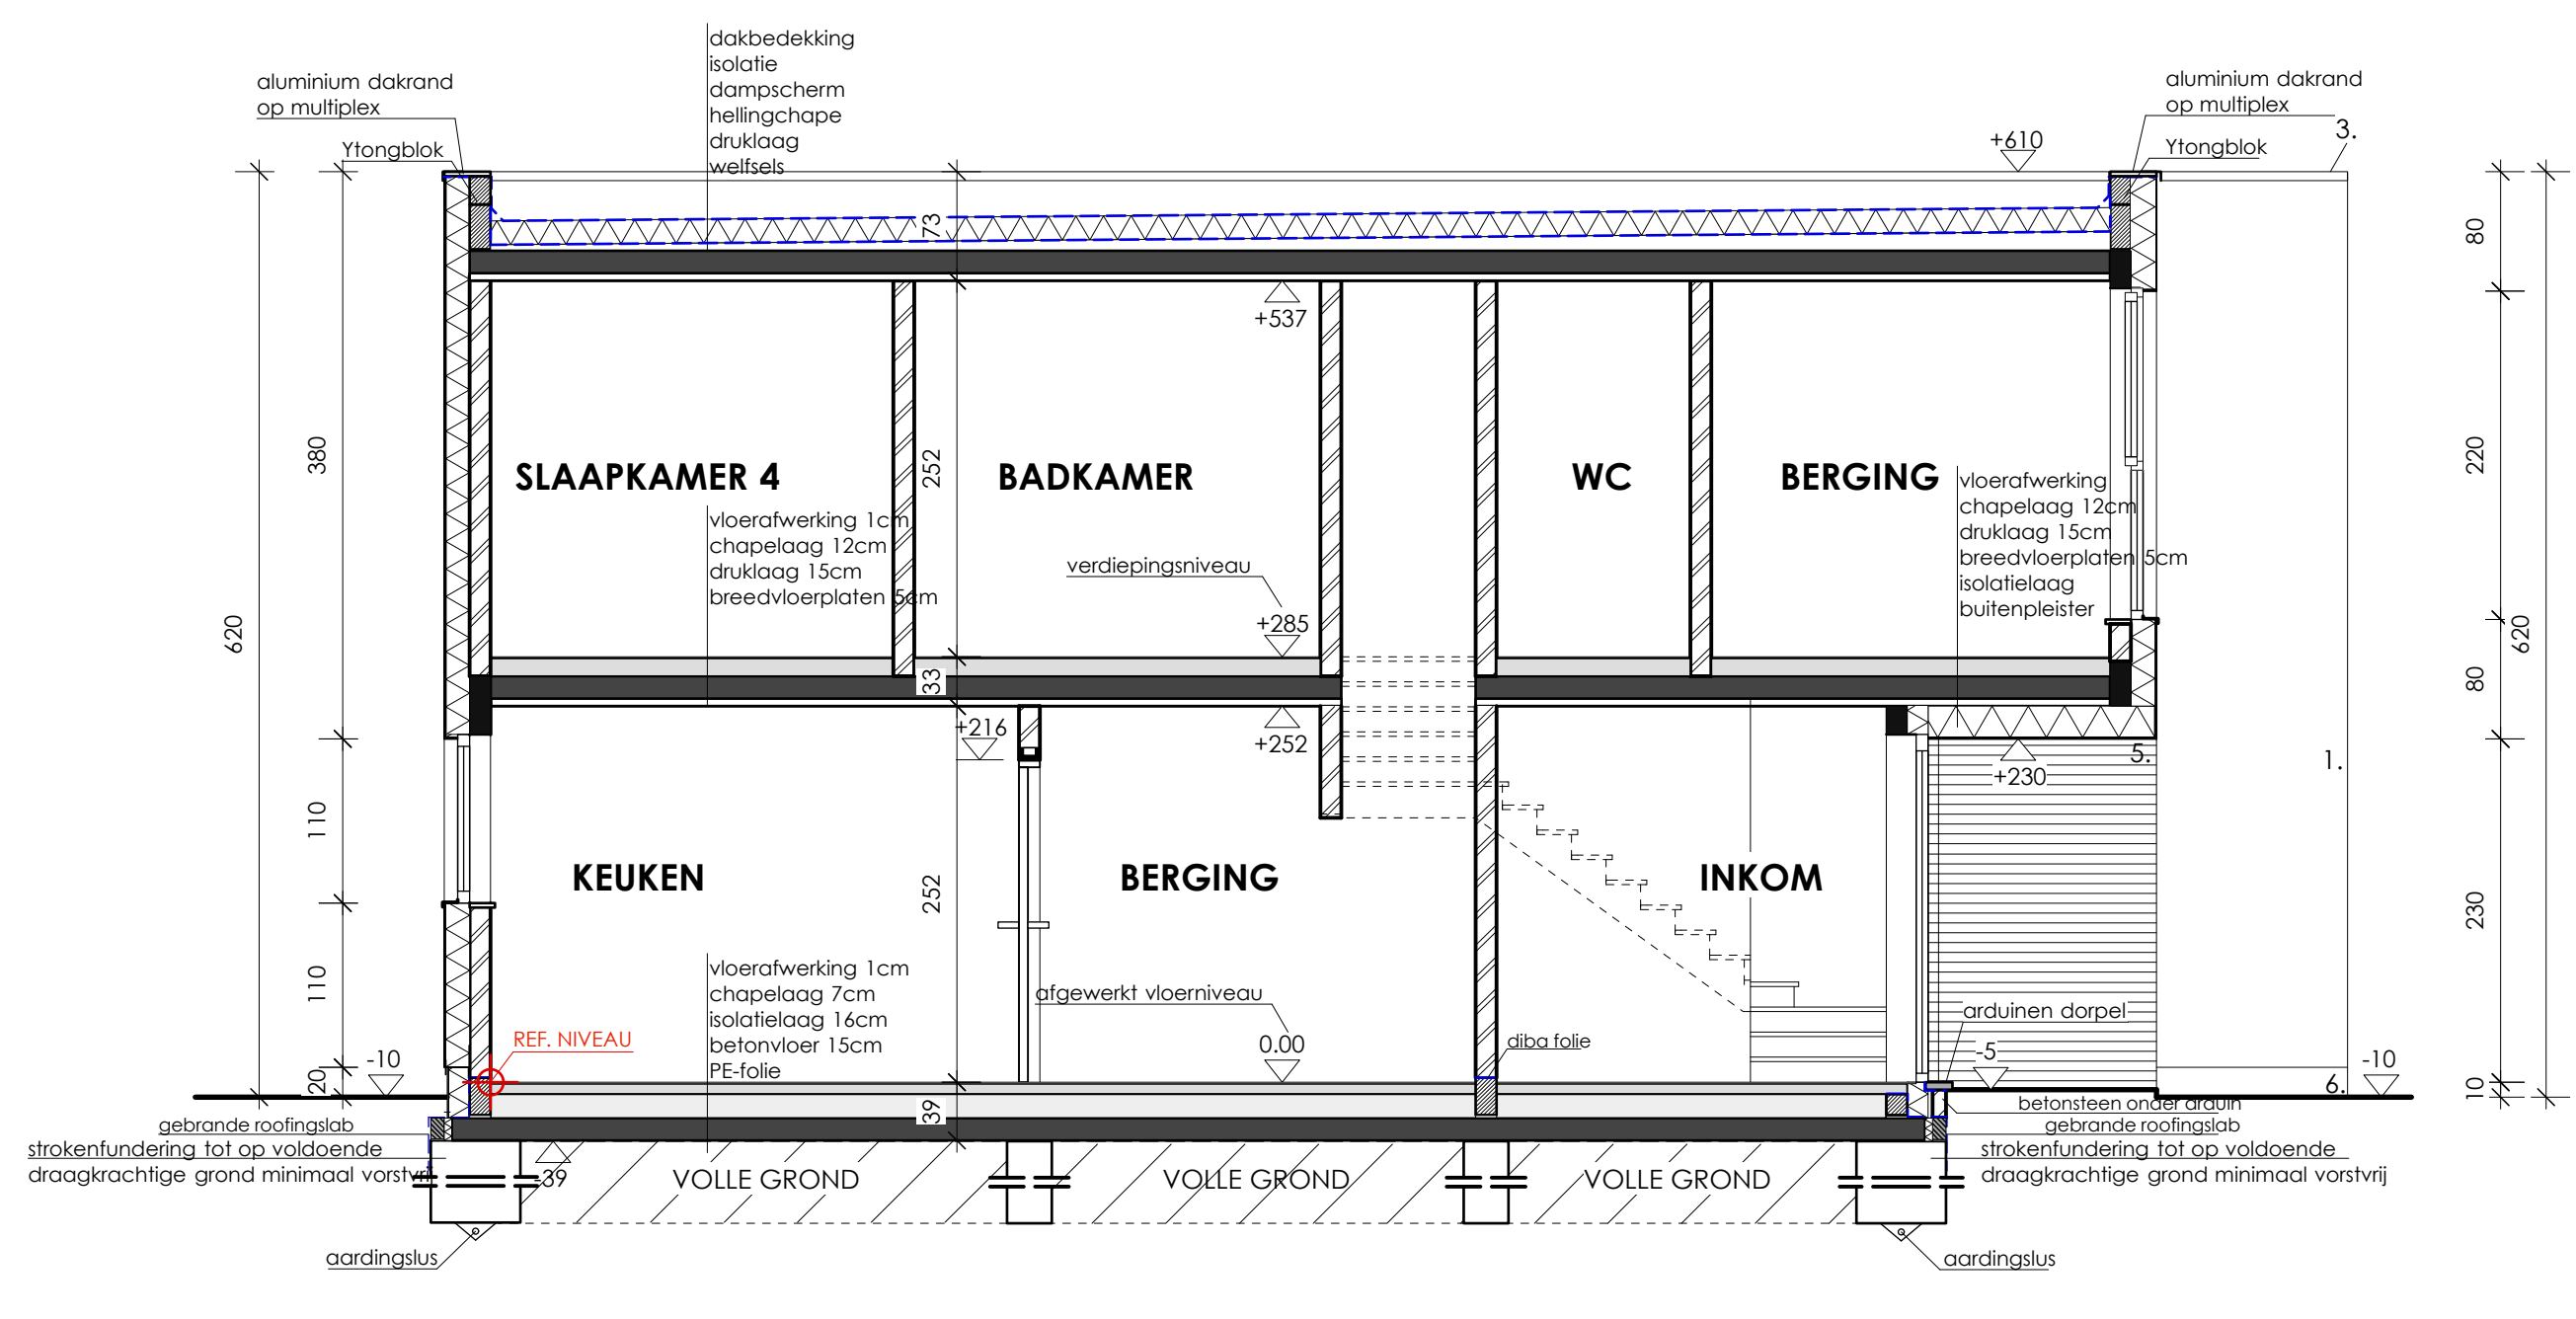 dakbedekking
isolatie
dampscherm
hellingchape
druklaag
welfsels
aluminium dakrand
op multiplex
Ytongblok
aluminium dakrand
op multiplex
3.
Ytongblok
+610
73
80
+537
380
252
220
SLAAPKAMER 4
BADKAMER
WC
BERGING
vloerafwerking 1cm
chapelaag 12cm
druklaag 15cm
breedvloerplaten 5cm
vloerafwerking
chapelaag 12cm
druklaag 15cm
breedvloerplaten 5cm
isolatielaag
buitenpleister
verdiepingsniveau
+285
620
620
33
80
+216
+252
+230
5.
1.
110
KEUKEN
252
BERGING
INKOM
230
110
vloerafwerking 1cm
chapelaag 7cm
isolatielaag 16cm
betonvloer 15cm
PE-folie
afgewerkt vloerniveau
0.00
REF. NIVEAU
diba folie
arduinen dorpel
-10
-5
-10
20
6.
10
39
gebrande roofingslab
strokenfundering tot op voldoende
draagkrachtige grond minimaal vorstvrij
betonsteen onder arduin
gebrande roofingslab
strokenfundering tot op voldoende
draagkrachtige grond minimaal vorstvrij
-39
VOLLE GROND
VOLLE GROND
VOLLE GROND
aardingslus
aardingslus